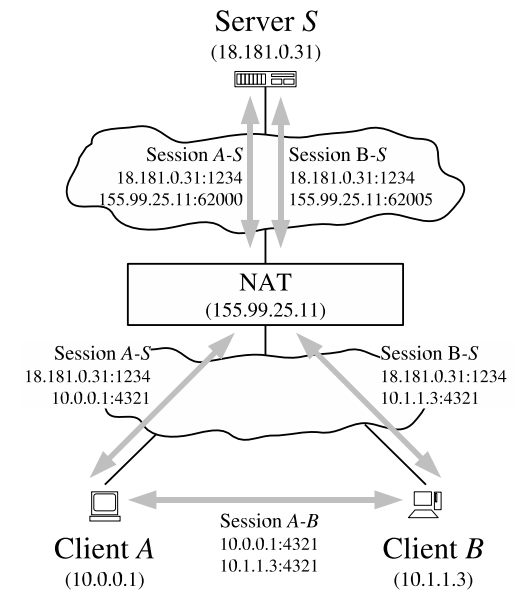 Server S
(18.181.0.31)
Session A-S
18.181.0.31:1234
155.99.25.11:62000
Session B-S
18.181.0.31:1234
155.99.25.11:62005
NAT
(155.99.25.11)
Session A-S
18.181.0.31:1234
10.0.0.1:4321
Session B-S
18.181.0.31:1234
10.1.1.3:4321
Session A-B
10.0.0.1:4321
10.1.1.3:4321
Client A
(10.0.0.1)
Client B
(10.1.1.3)